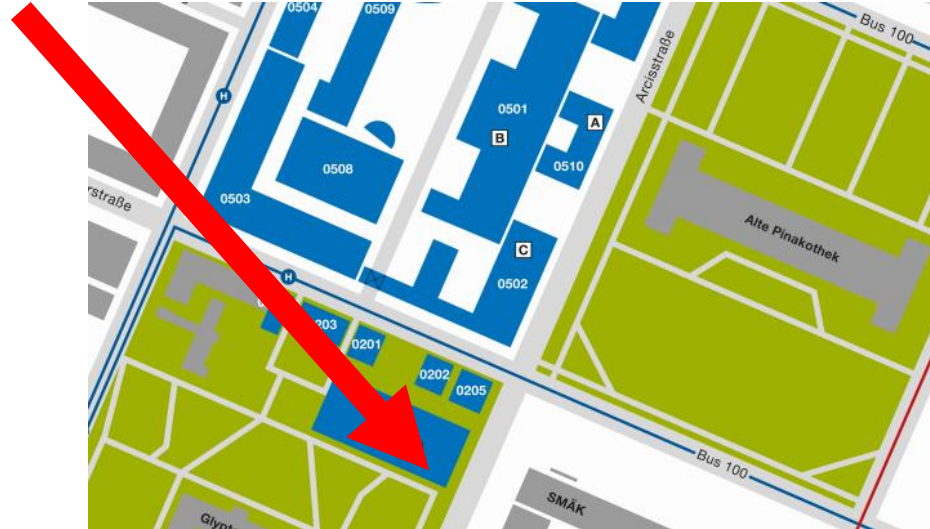 0504
0509
Bus 100
Arcisstraße
0501
A
B
0510
0508
0503
rstraße
Alte Pinakothek
C
0502
H
H
203
0201
0202
0205
Bus 100
SMÄK
Glypt